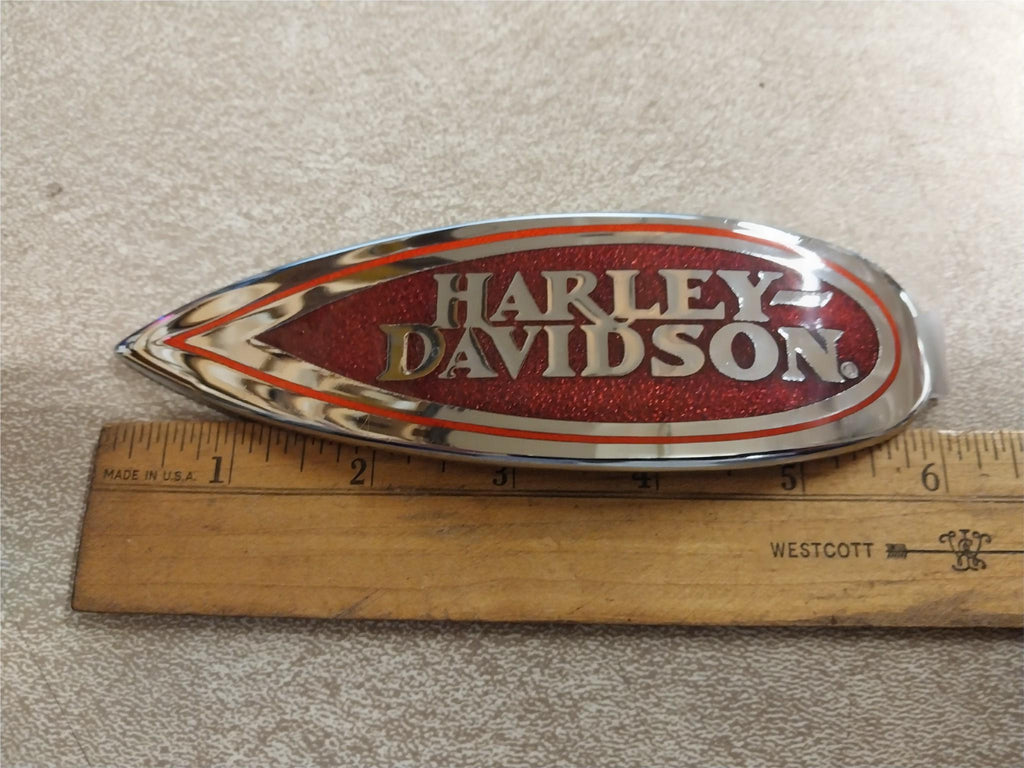 HARLEY-
DAVIDSON®
1 2 3 4 5 6
MADE IN U.S.A.
WESTCOTT